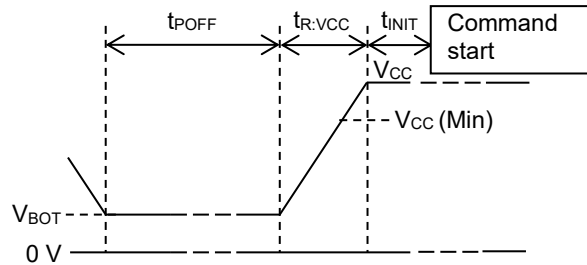 tPOFF
tR:VCC
tINIT
Command
start
VCC
VCC (Min)
VBOT
0 V